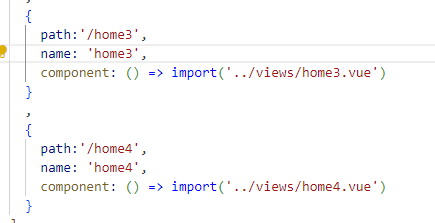 ,
{
path:'/home3',
name: 'home3',
component: () => import('../views/home3.vue')
}
,
{
path:'/home4',
name: 'home4',
component: () => import('../views/home4.vue')
}
]